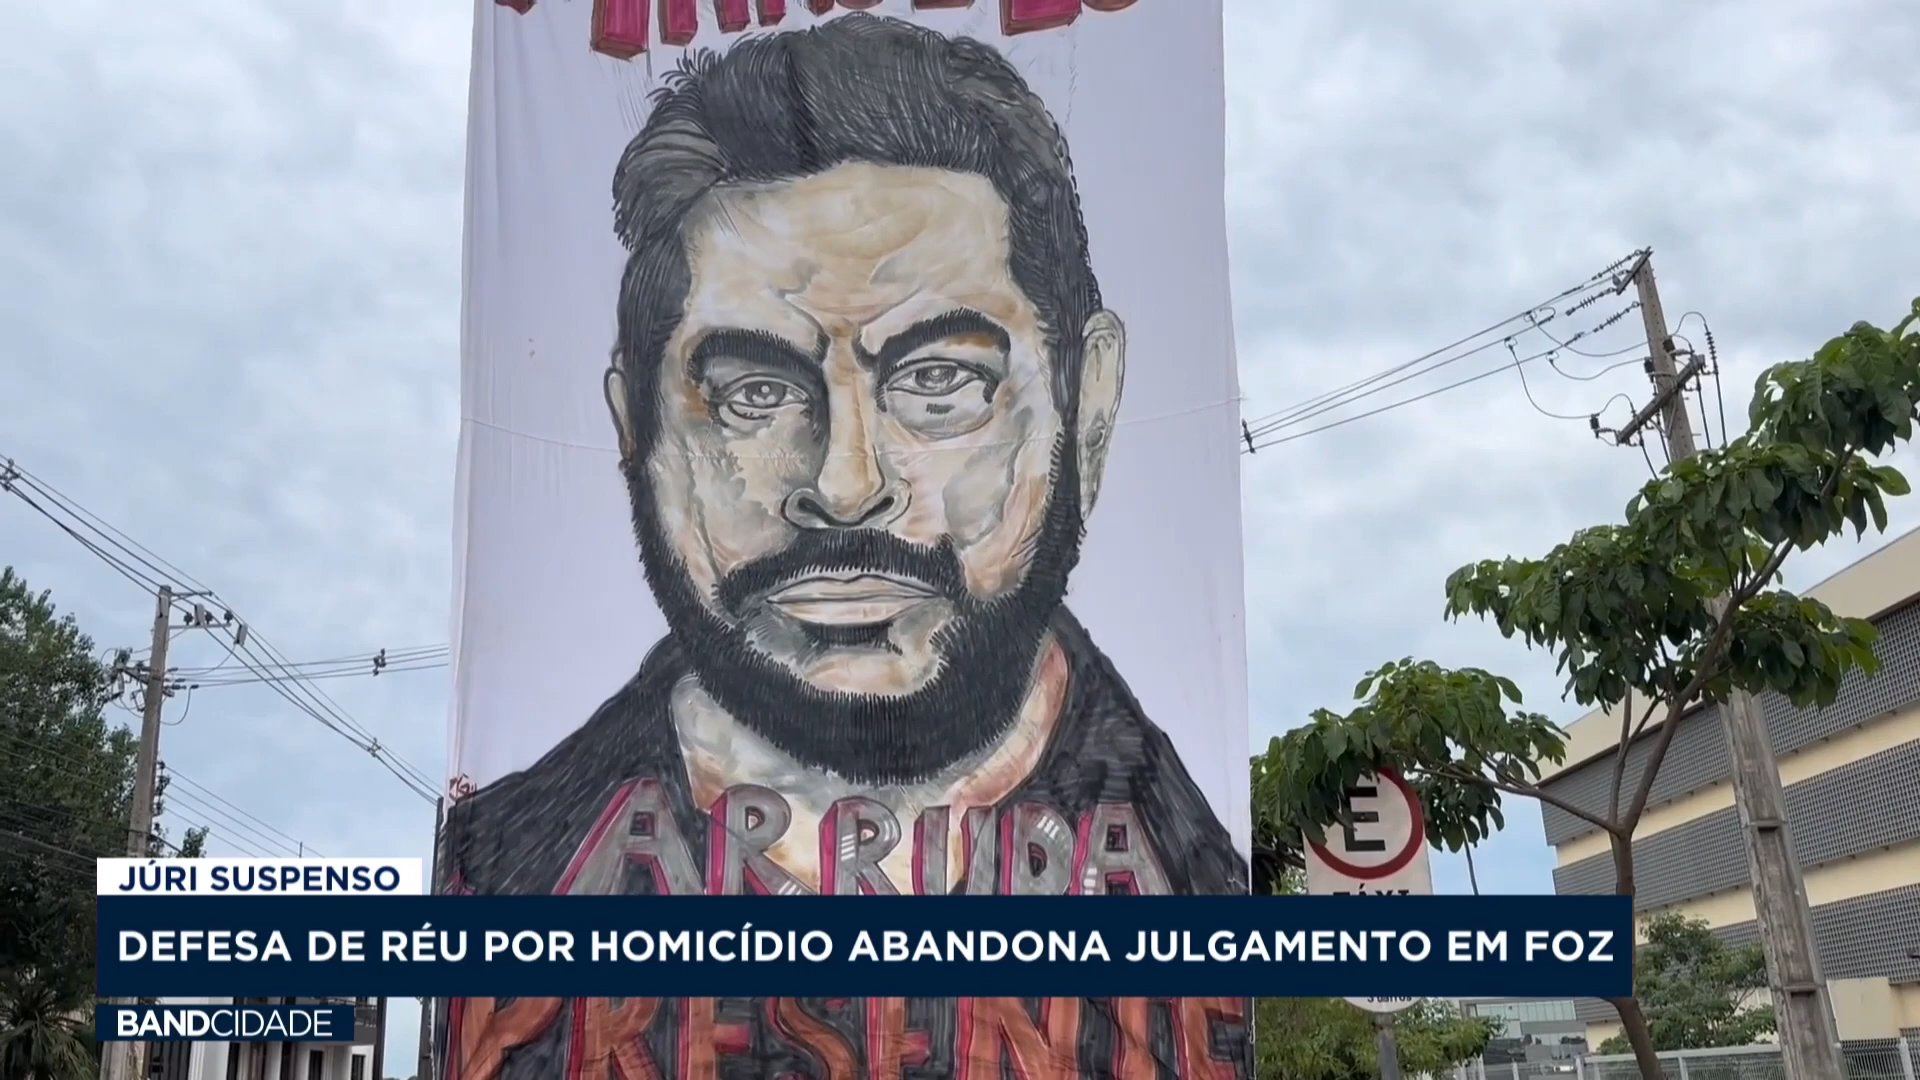 ARRUDA
E
JÚRI SUSPENSO
DEFESA DE RÉU POR HOMICÍDIO ABANDONA JULGAMENTO EM FOZ
PRESENTE
BANDCIDADE